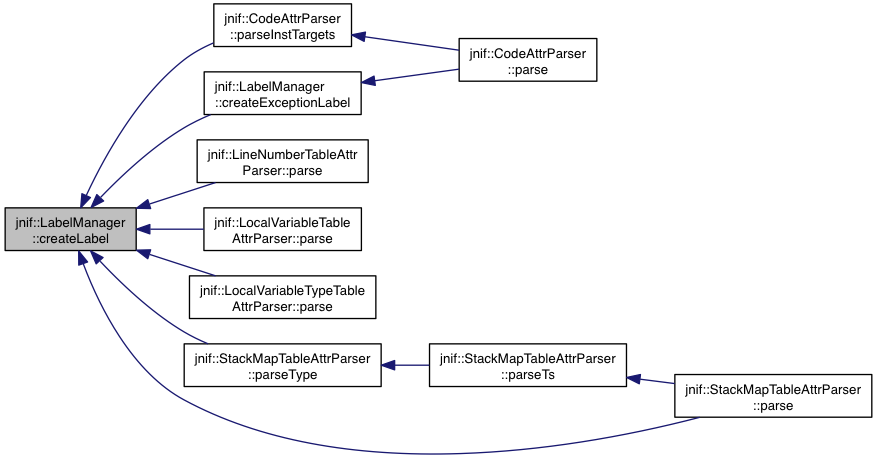 jnif::CodeAttrParser
::parseInstTargets
jnif::CodeAttrParser
::parse
jnif::LabelManager
::createExceptionLabel
jnif::LineNumberTableAttr
Parser::parse
jnif::LabelManager
::createLabel
jnif::LocalVariableTable
AttrParser::parse
jnif::LocalVariableTypeTable
AttrParser::parse
jnif::StackMapTableAttrParser
::parseType
jnif::StackMapTableAttrParser
::parseTs
jnif::StackMapTableAttrParser
::parse